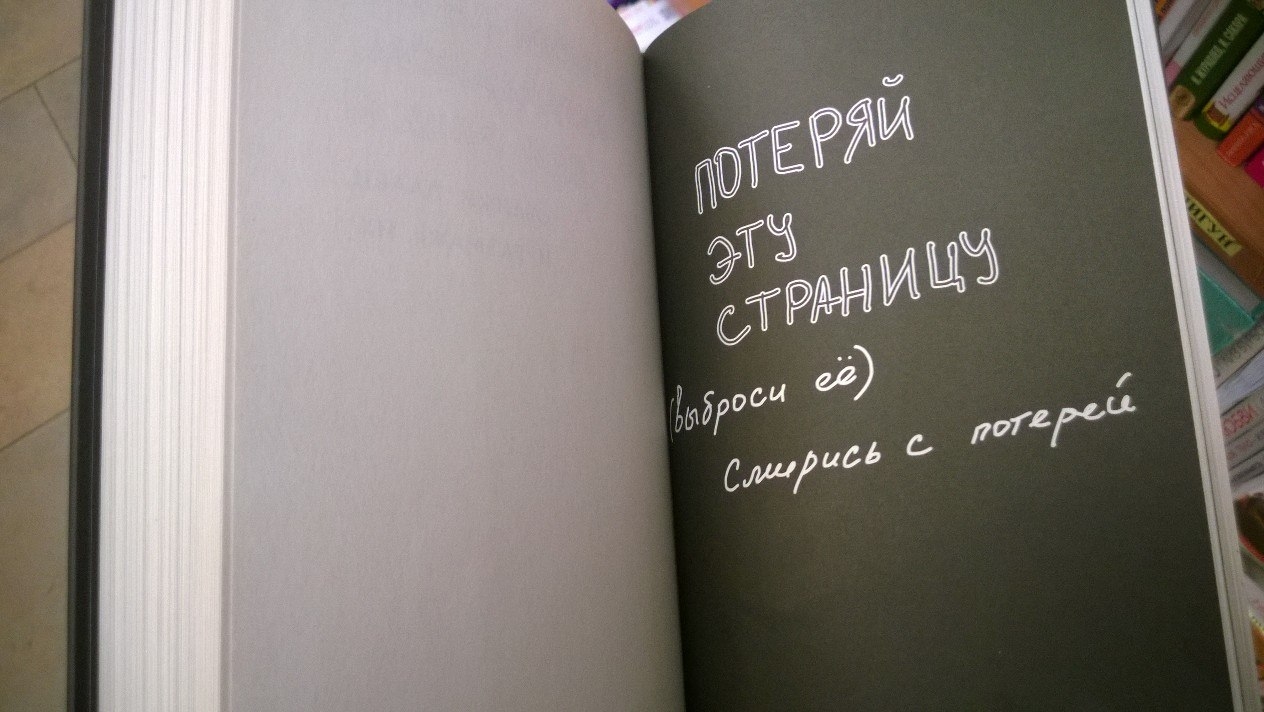 ПОТЕРЯЙ
ЭТУ
СТРАНИЦУ
(выброси её)
Смирись с потерей